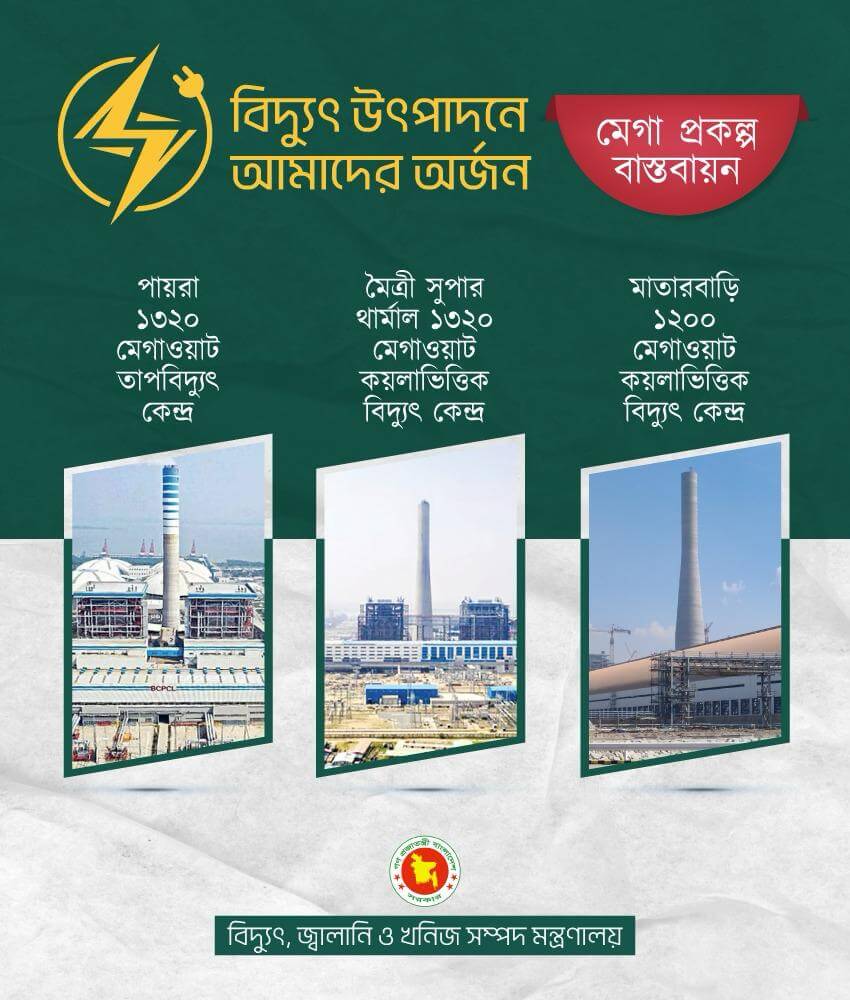 বিদ্যুৎ উৎপাদনে
আমাদের অর্জন
মেগা প্রকল্প
বাস্তবায়ন
পায়রা
১৩২০
মেগাওয়াট
তাপবিদ্যুৎ
কেন্দ্র
মৈত্রী সুপার
থার্মাল ১৩২০
মেগাওয়াট
কয়লাভিত্তিক
বিদ্যুৎ কেন্দ্র
মাতারবাড়ি
১২০০
মেগাওয়াট
কয়লাভিত্তিক
বিদ্যুৎ কেন্দ্র
BCPCL
গণপ্রজাতন্ত্রী বাংলাদেশ
সরকার
বিদ্যুৎ, জ্বালানি ও খনিজ সম্পদ মন্ত্রণালয়